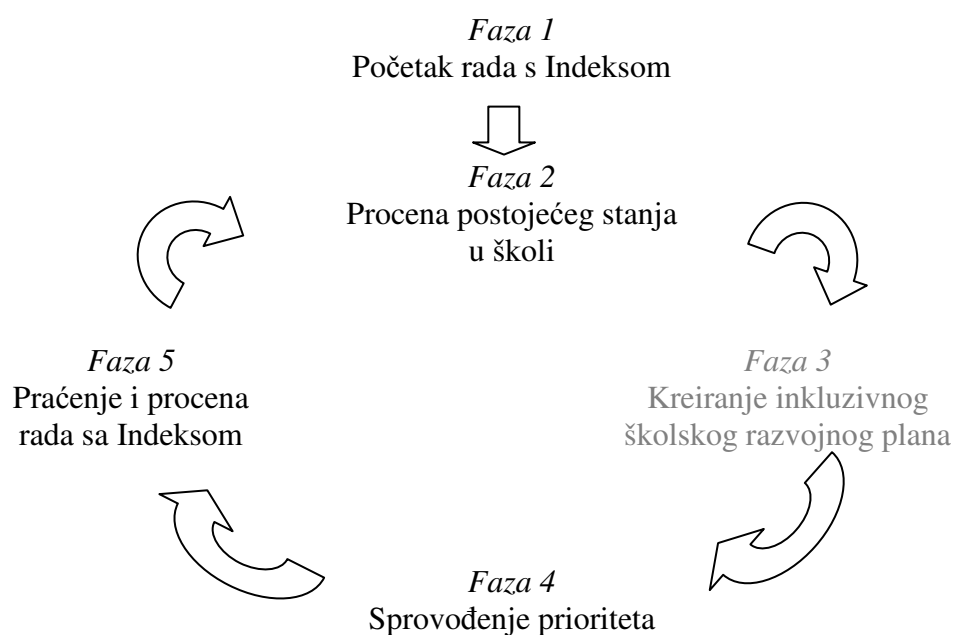 Faza 1
Početak rada s Indeksom
Faza 2
Procena postojećeg stanja
u školi
Faza 3
Kreiranje inkluzivnog
školskog razvojnog plana
Faza 4
Sprovođenje prioriteta
Faza 5
Praćenje i procena
rada sa Indeksom